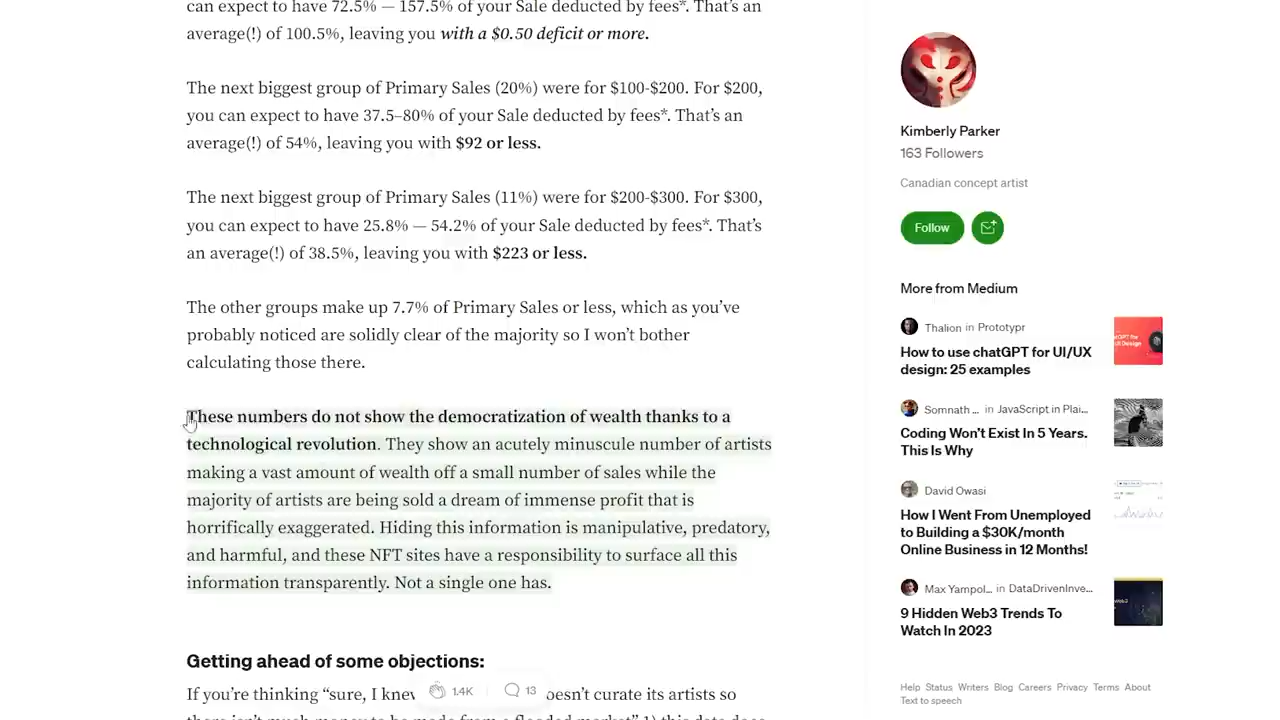 can expect to have 72.5% — 157.5% of your Sale deducted by fees*. That's an
average(!) of 100.5%, leaving you with a $0.50 deficit or more.
The next biggest group of Primary Sales (20%) were for $100-$200. For $200,
you can expect to have 37.5–80% of your Sale deducted by fees*. That's an
average(!) of 54%, leaving you with $92 or less.
The next biggest group of Primary Sales (11%) were for $200-$300. For $300,
you can expect to have 25.8% — 54.2% of your Sale deducted by fees*. That's
an average(!) of 38.5%, leaving you with $223 or less.
The other groups make up 7.7% of Primary Sales or less, which as you've
probably noticed are solidly clear of the majority so I won't bother
calculating those there.
These numbers do not show the democratization of wealth thanks to a
technological revolution. They show an acutely minuscule number of artists
making a vast amount of wealth off a small number of sales while the
majority of artists are being sold a dream of immense profit that is
horrifically exaggerated. Hiding this information is manipulative, predatory,
and harmful, and these NFT sites have a responsibility to surface all this
information transparently. Not a single one has.
Getting ahead of some objections:
If you're thinking “sure, I knew
artists so
1.4K
13
Kimberly Parker
163 Followers
Canadian concept artist
Follow
More from Medium
Thalion in Prototypr
How to use chatGPT for UI/UX
design: 25 examples
Somnath ... in JavaScript in Plai...
Coding Won't Exist In 5 Years.
This Is Why
David Owasi
How I Went From Unemployed
to Building a $30K/month
Online Business in 12 Months!
Max Yampol... in DataDrivenInve...
9 Hidden Web3 Trends To
Watch In 2023
Help Status Writers Blog Careers Privacy Terms About
Text to speech